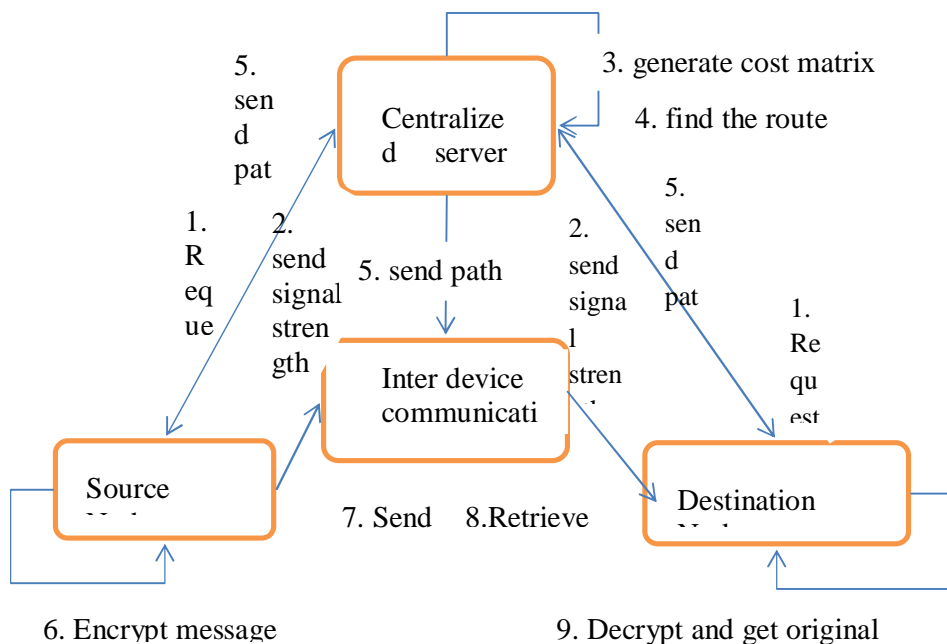 5.
sen
d
pat
3. generate cost matrix
4. find the route
Centralize
d server
1.
R
eq
ue
2.
send
signal
stren
gth
5. send path
2.
send
signa
l
stren
5.
sen
d
pat
1.
Re
qu
est
Inter device
communicati
Source
Destination
7. Send
8.Retrieve
6. Encrypt message
9. Decrypt and get original